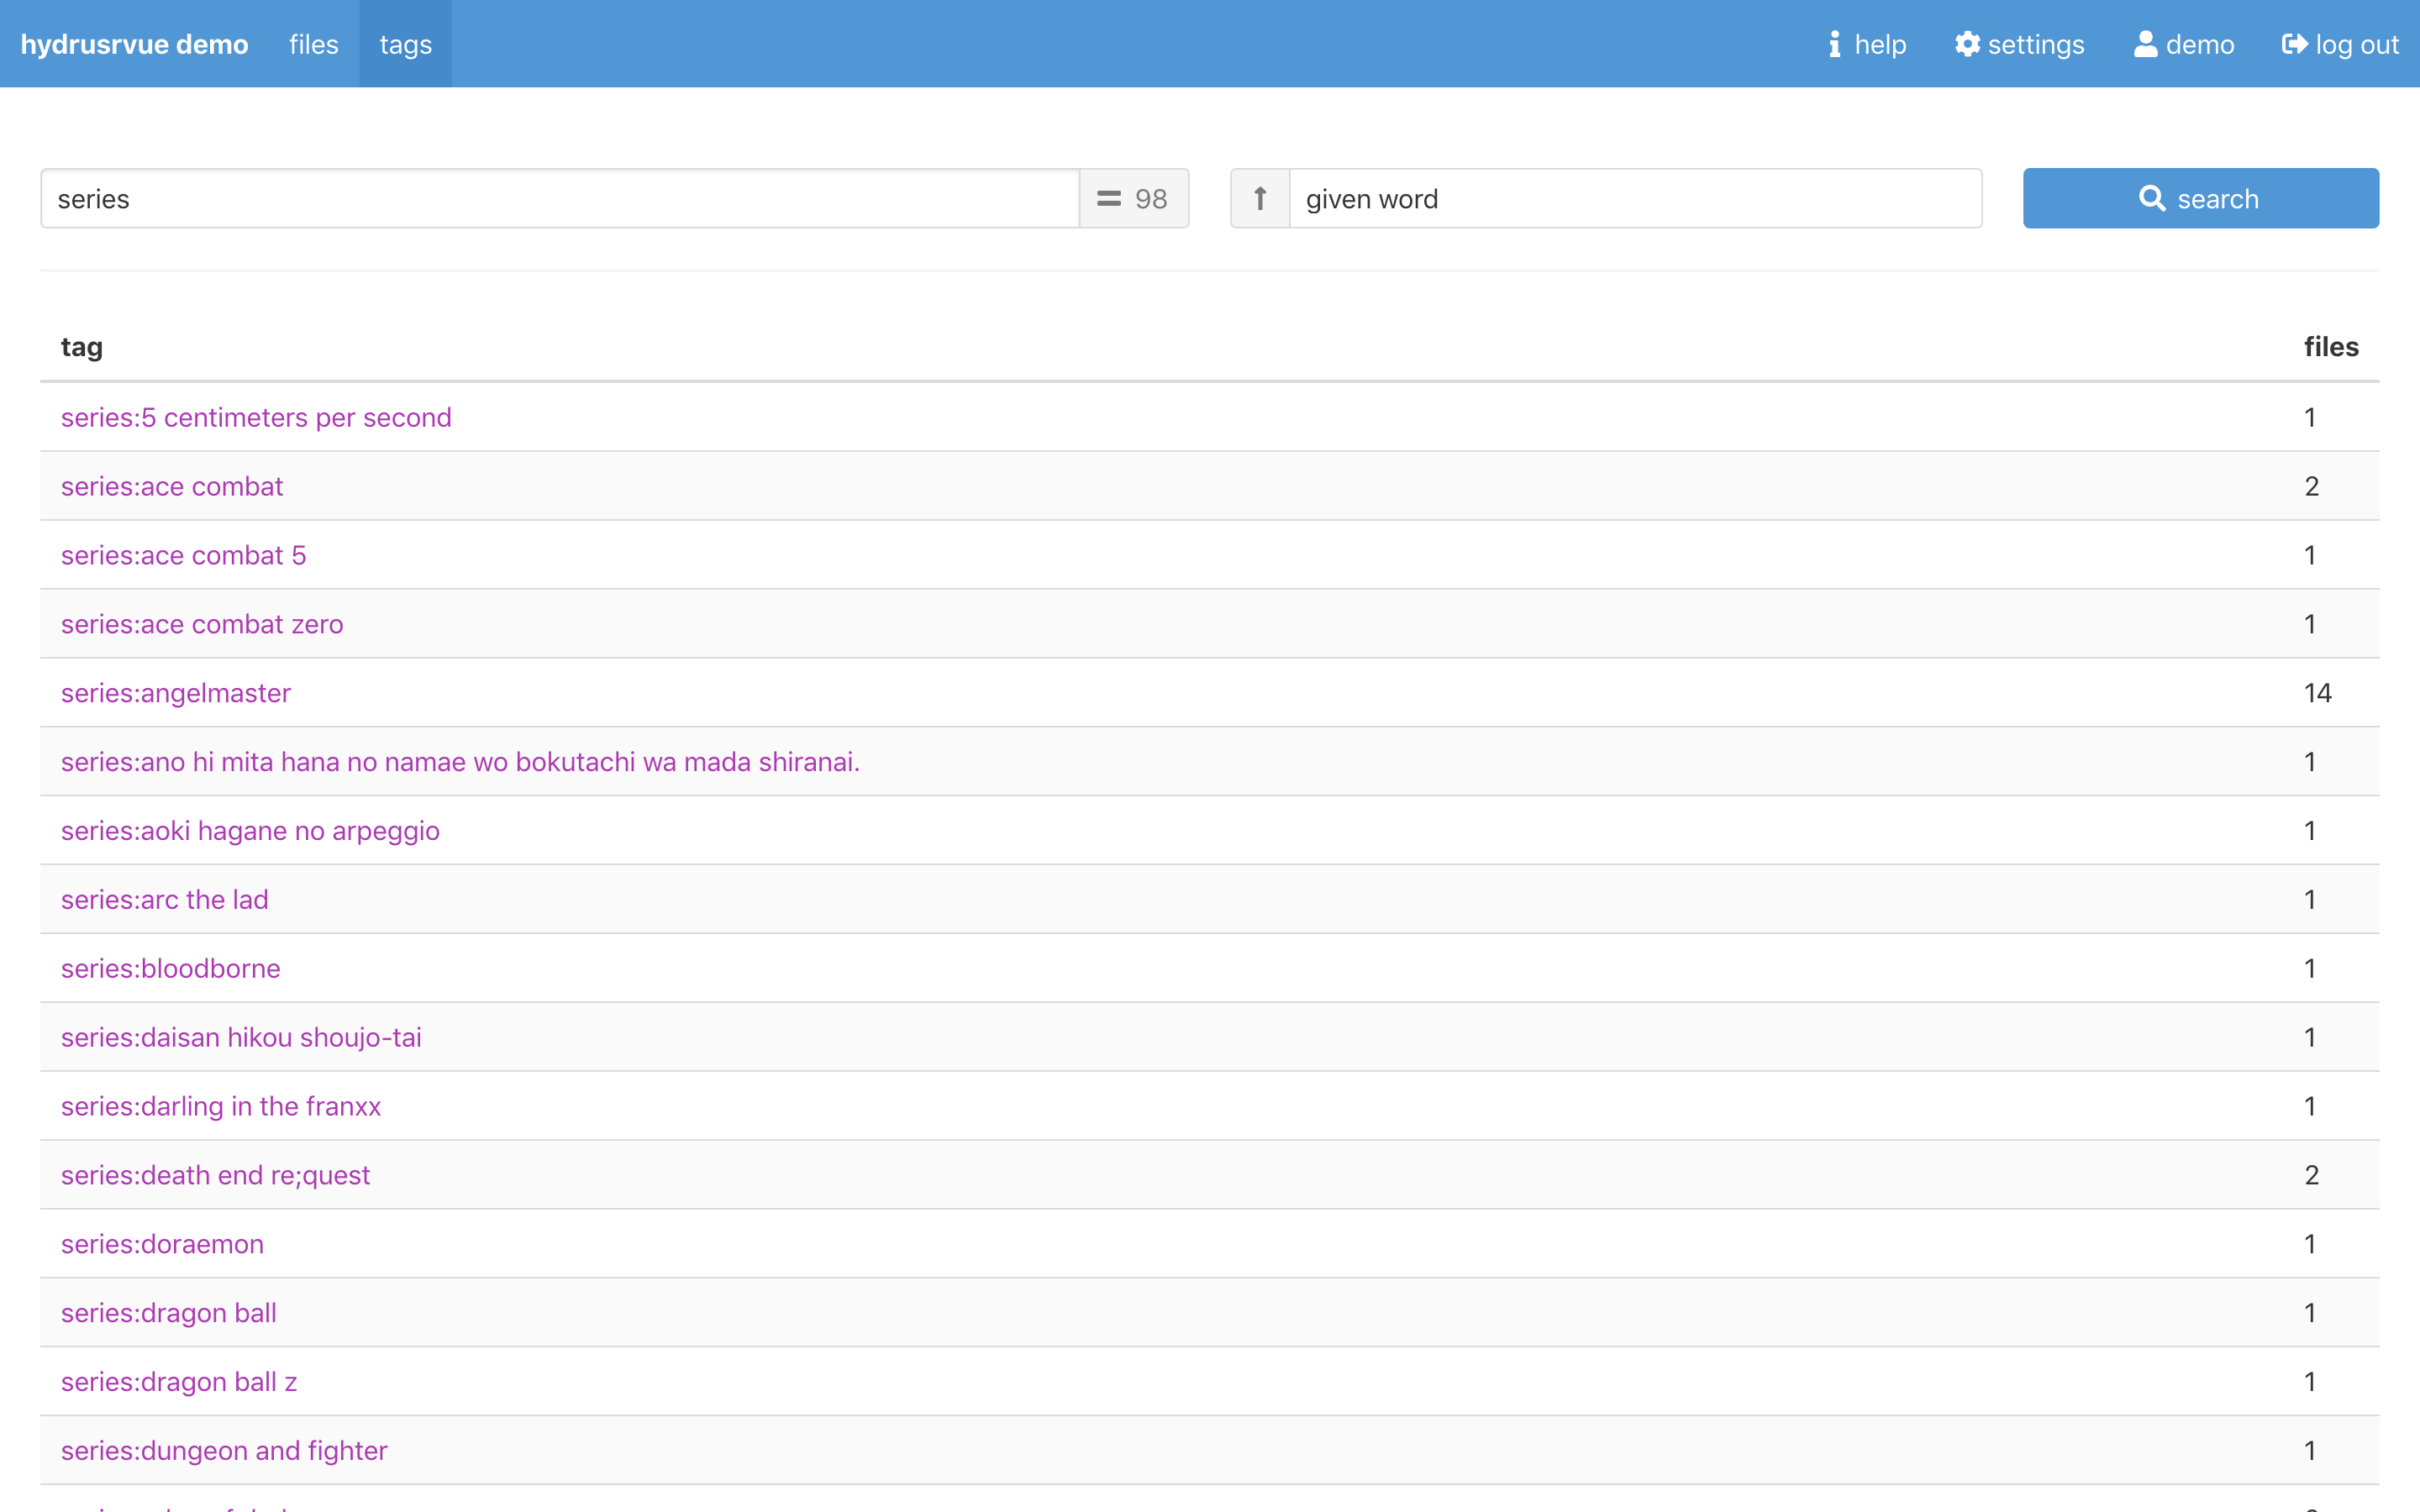 hydrusrvue demo files tags help settings demo log out
series = 98 ↑ given word search
tag files
series:5 centimeters per second 1
series:ace combat 2
series:ace combat 5 1
series:ace combat zero 1
series:angelmaster 14
series:ano hi mita hana no namae wo bokutachi wa mada shiranai. 1
series:aoki hagane no arpeggio 1
series:arc the lad 1
series:bloodborne 1
series:daisan hikou shoujo-tai 1
series:darling in the franxx 1
series:death end re;quest 2
series:doraemon 1
series:dragon ball 1
series:dragon ball z 1
series:dungeon and fighter 1